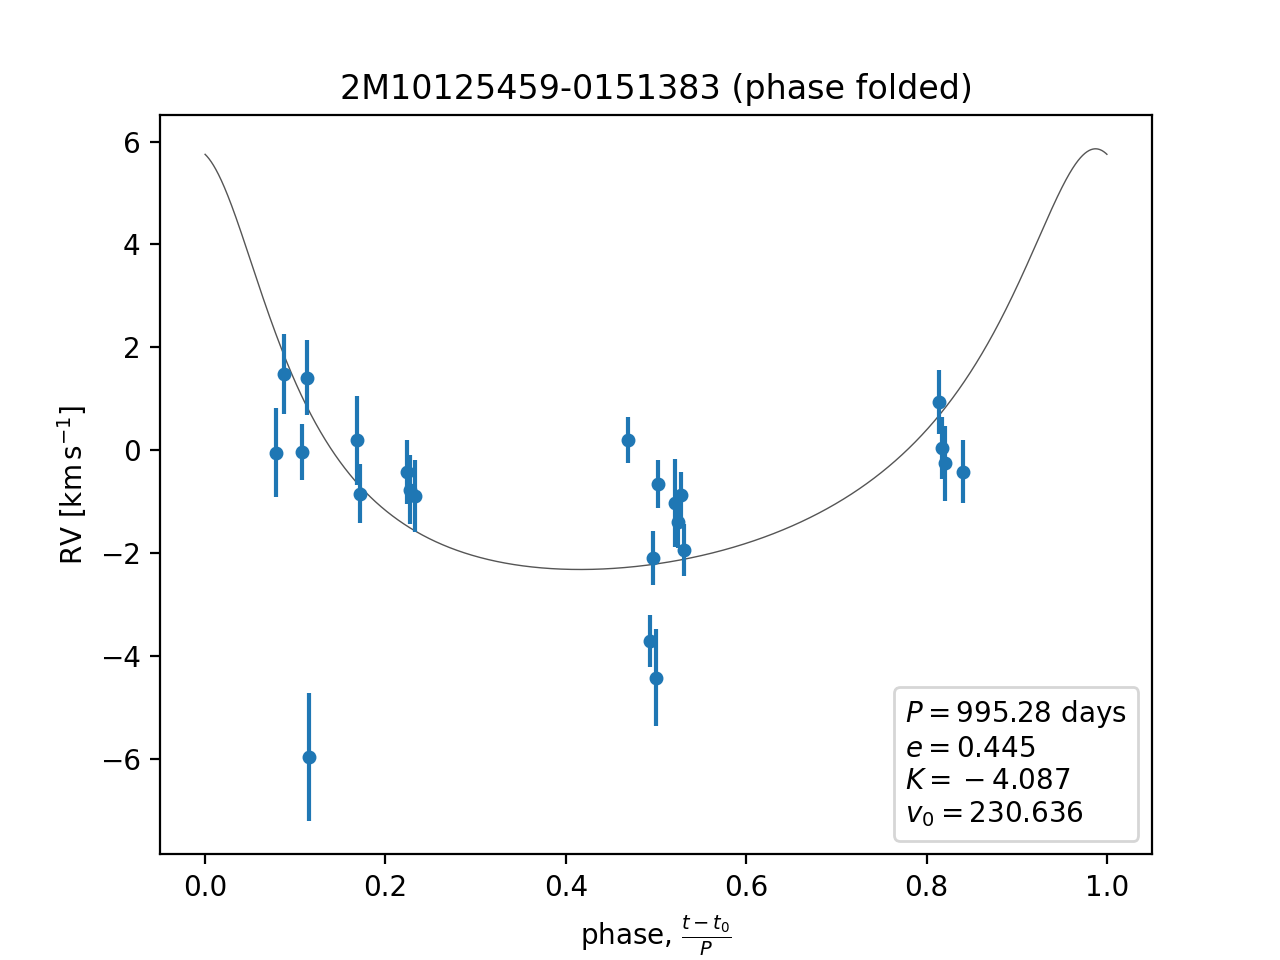 2M10125459-0151383 (phase folded)
6
4
2
0
−2
−4
−6
RV [km s⁻¹]
P = 995.28 days
e = 0.445
K = −4.087
v₀ = 230.636
0.0 0.2 0.4 0.6 0.8 1.0
phase, (t − t₀)/P